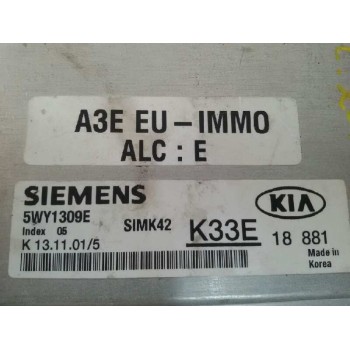 A3E EU-IMMO
ALC : E
SIEMENS
KIA
5WY1309E
SIMK42
K33E
18 881
Index 05
K 13.11.01/5
Made in
Korea